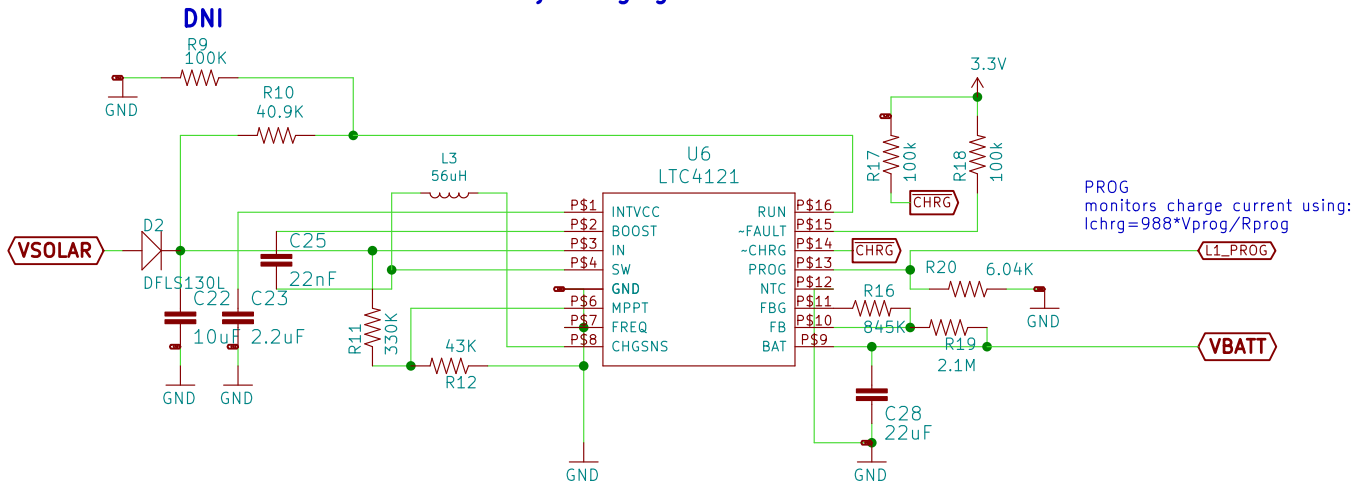 DNI
R9
100K
GND
R10
40.9K
3.3V
L3
56uH
U6
LTC4121
R17
100k
R18
100k
PROG
monitors charge current using:
Ichrg=988*Vprog/Rprog
CHRG
P$1 INTVCC
P$2 BOOST
P$3 IN
P$4 SW
GND
P$6 MPPT
P$7 FREQ
P$8 CHGSNS
RUN P$16
~FAULT P$15
~CHRG P$14
PROG P$13
NTC P$12
FBG P$11
FB P$10
BAT P$9
CHRG
L1_PROG
VSOLAR
D2
DFLS130L
C25
22nF
C22
10uF
C23
2.2uF
R11
330K
43K
R12
R20
6.04K
GND
R16
845K
R19
2.1M
VBATT
C28
22uF
GND
GND
GND
GND